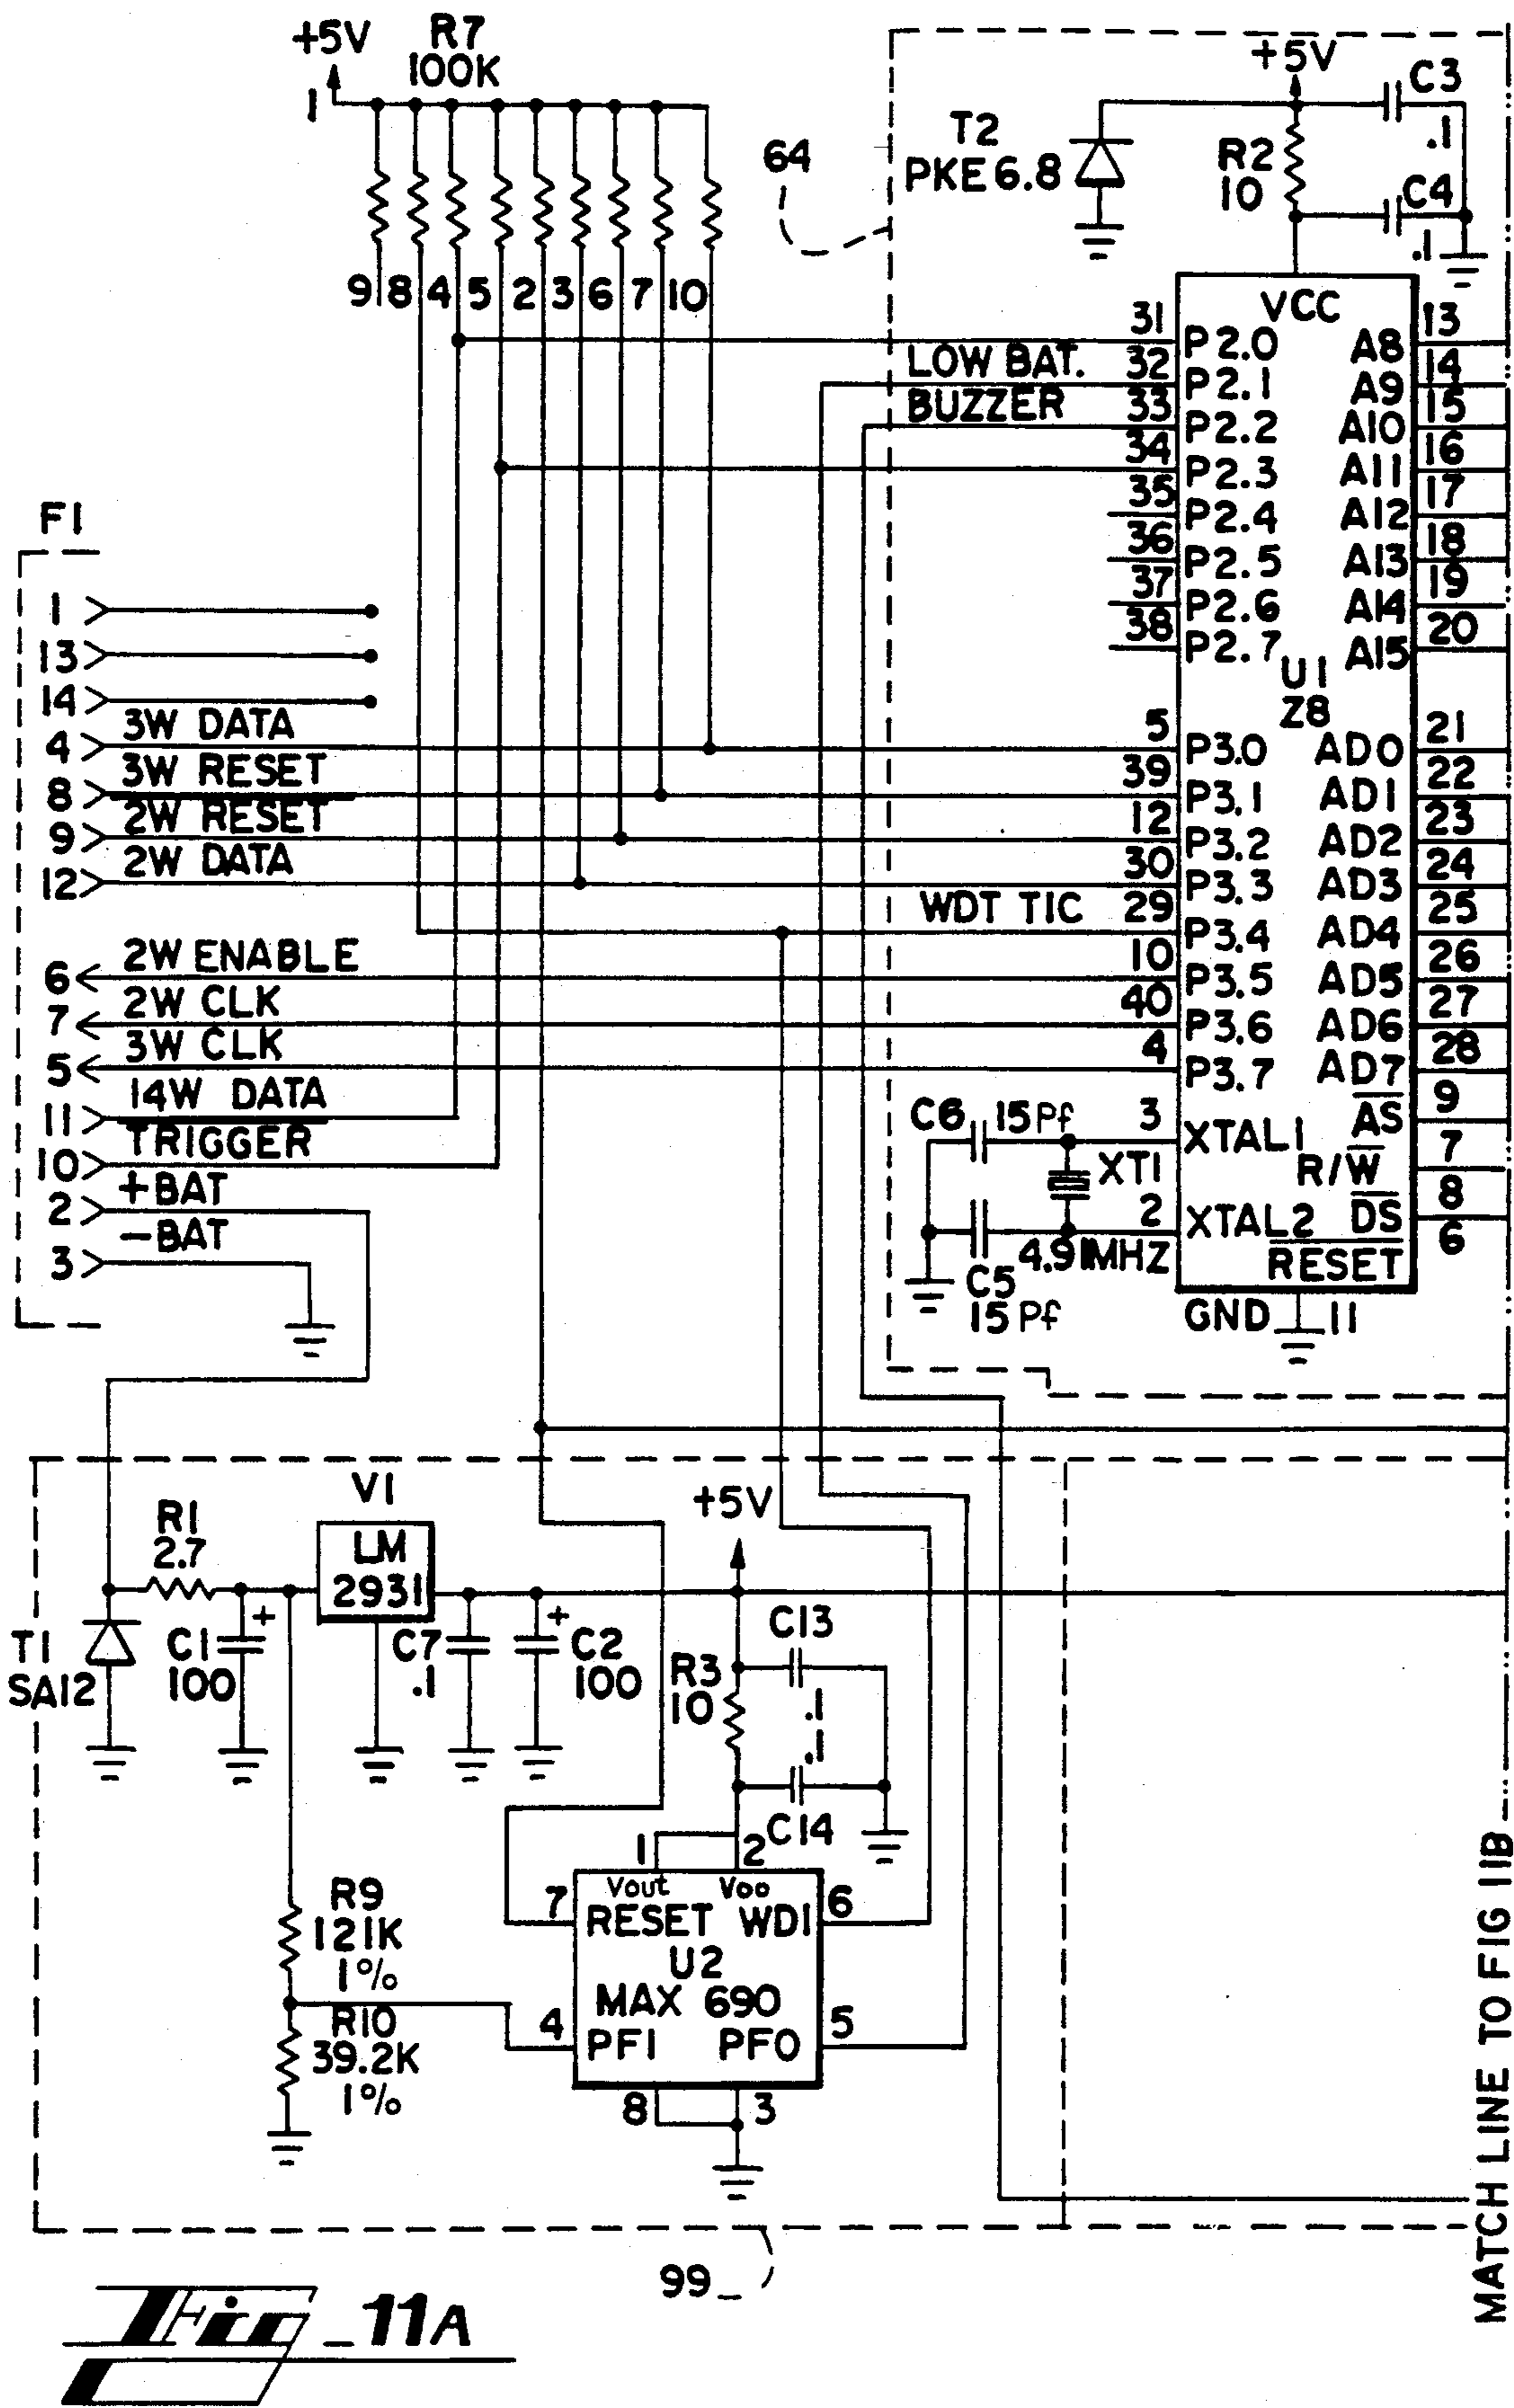 +5V
R7
100K
1
9 8 4 5 2 3 6 7 10
64
+5V
C3
.1
T2
PKE 6.8
R2
10
C4
.1
VCC
31 P2.0 A8 13
LOW BAT. 32 P2.1 A9 14
BUZZER 33 P2.2 A10 15
34 P2.3 A11 16
35 P2.4 A12 17
36 P2.5 A13 18
37 P2.6 A14 19
38 P2.7 A15 20
U1
Z8
F1
1
13
14
4 3W DATA 5 P3.0 AD0 21
8 3W RESET 39 P3.1 AD1 22
9 2W RESET 12 P3.2 AD2 23
12 2W DATA 30 P3.3 AD3 24
WDT TIC 29 P3.4 AD4 25
6 2W ENABLE 10 P3.5 AD5 26
7 2W CLK 40 P3.6 AD6 27
5 3W CLK 4 P3.7 AD7 28
11 14W DATA
10 TRIGGER
2 +BAT
3 -BAT
C6 15 Pf 3 XTAL1 AS 9
XT1 R/W 7
2 XTAL2 DS 8
4.91MHZ RESET 6
C5
15 Pf
GND 11
V1
LM
2931
R1
2.7
+5V
T1
SA12
C1
+
100
C7
.1
+
C2
100
R3
10
C13
.1
.1
C14
1 2
Vout VDD
7 RESET WDI 6
U2
MAX 690
4 PFI PFO 5
8 3
R9
121K
1%
R10
39.2K
1%
99
MATCH LINE TO FIG 11B
Fig_11A